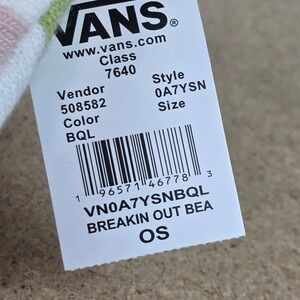 VANS®
www.vans.com
Class
7640
Vendor Style
508582 0A7YSN
Color Size
BQL
1 96571 46778 3
VN0A7YSNBQL
BREAKIN OUT BEA
OS